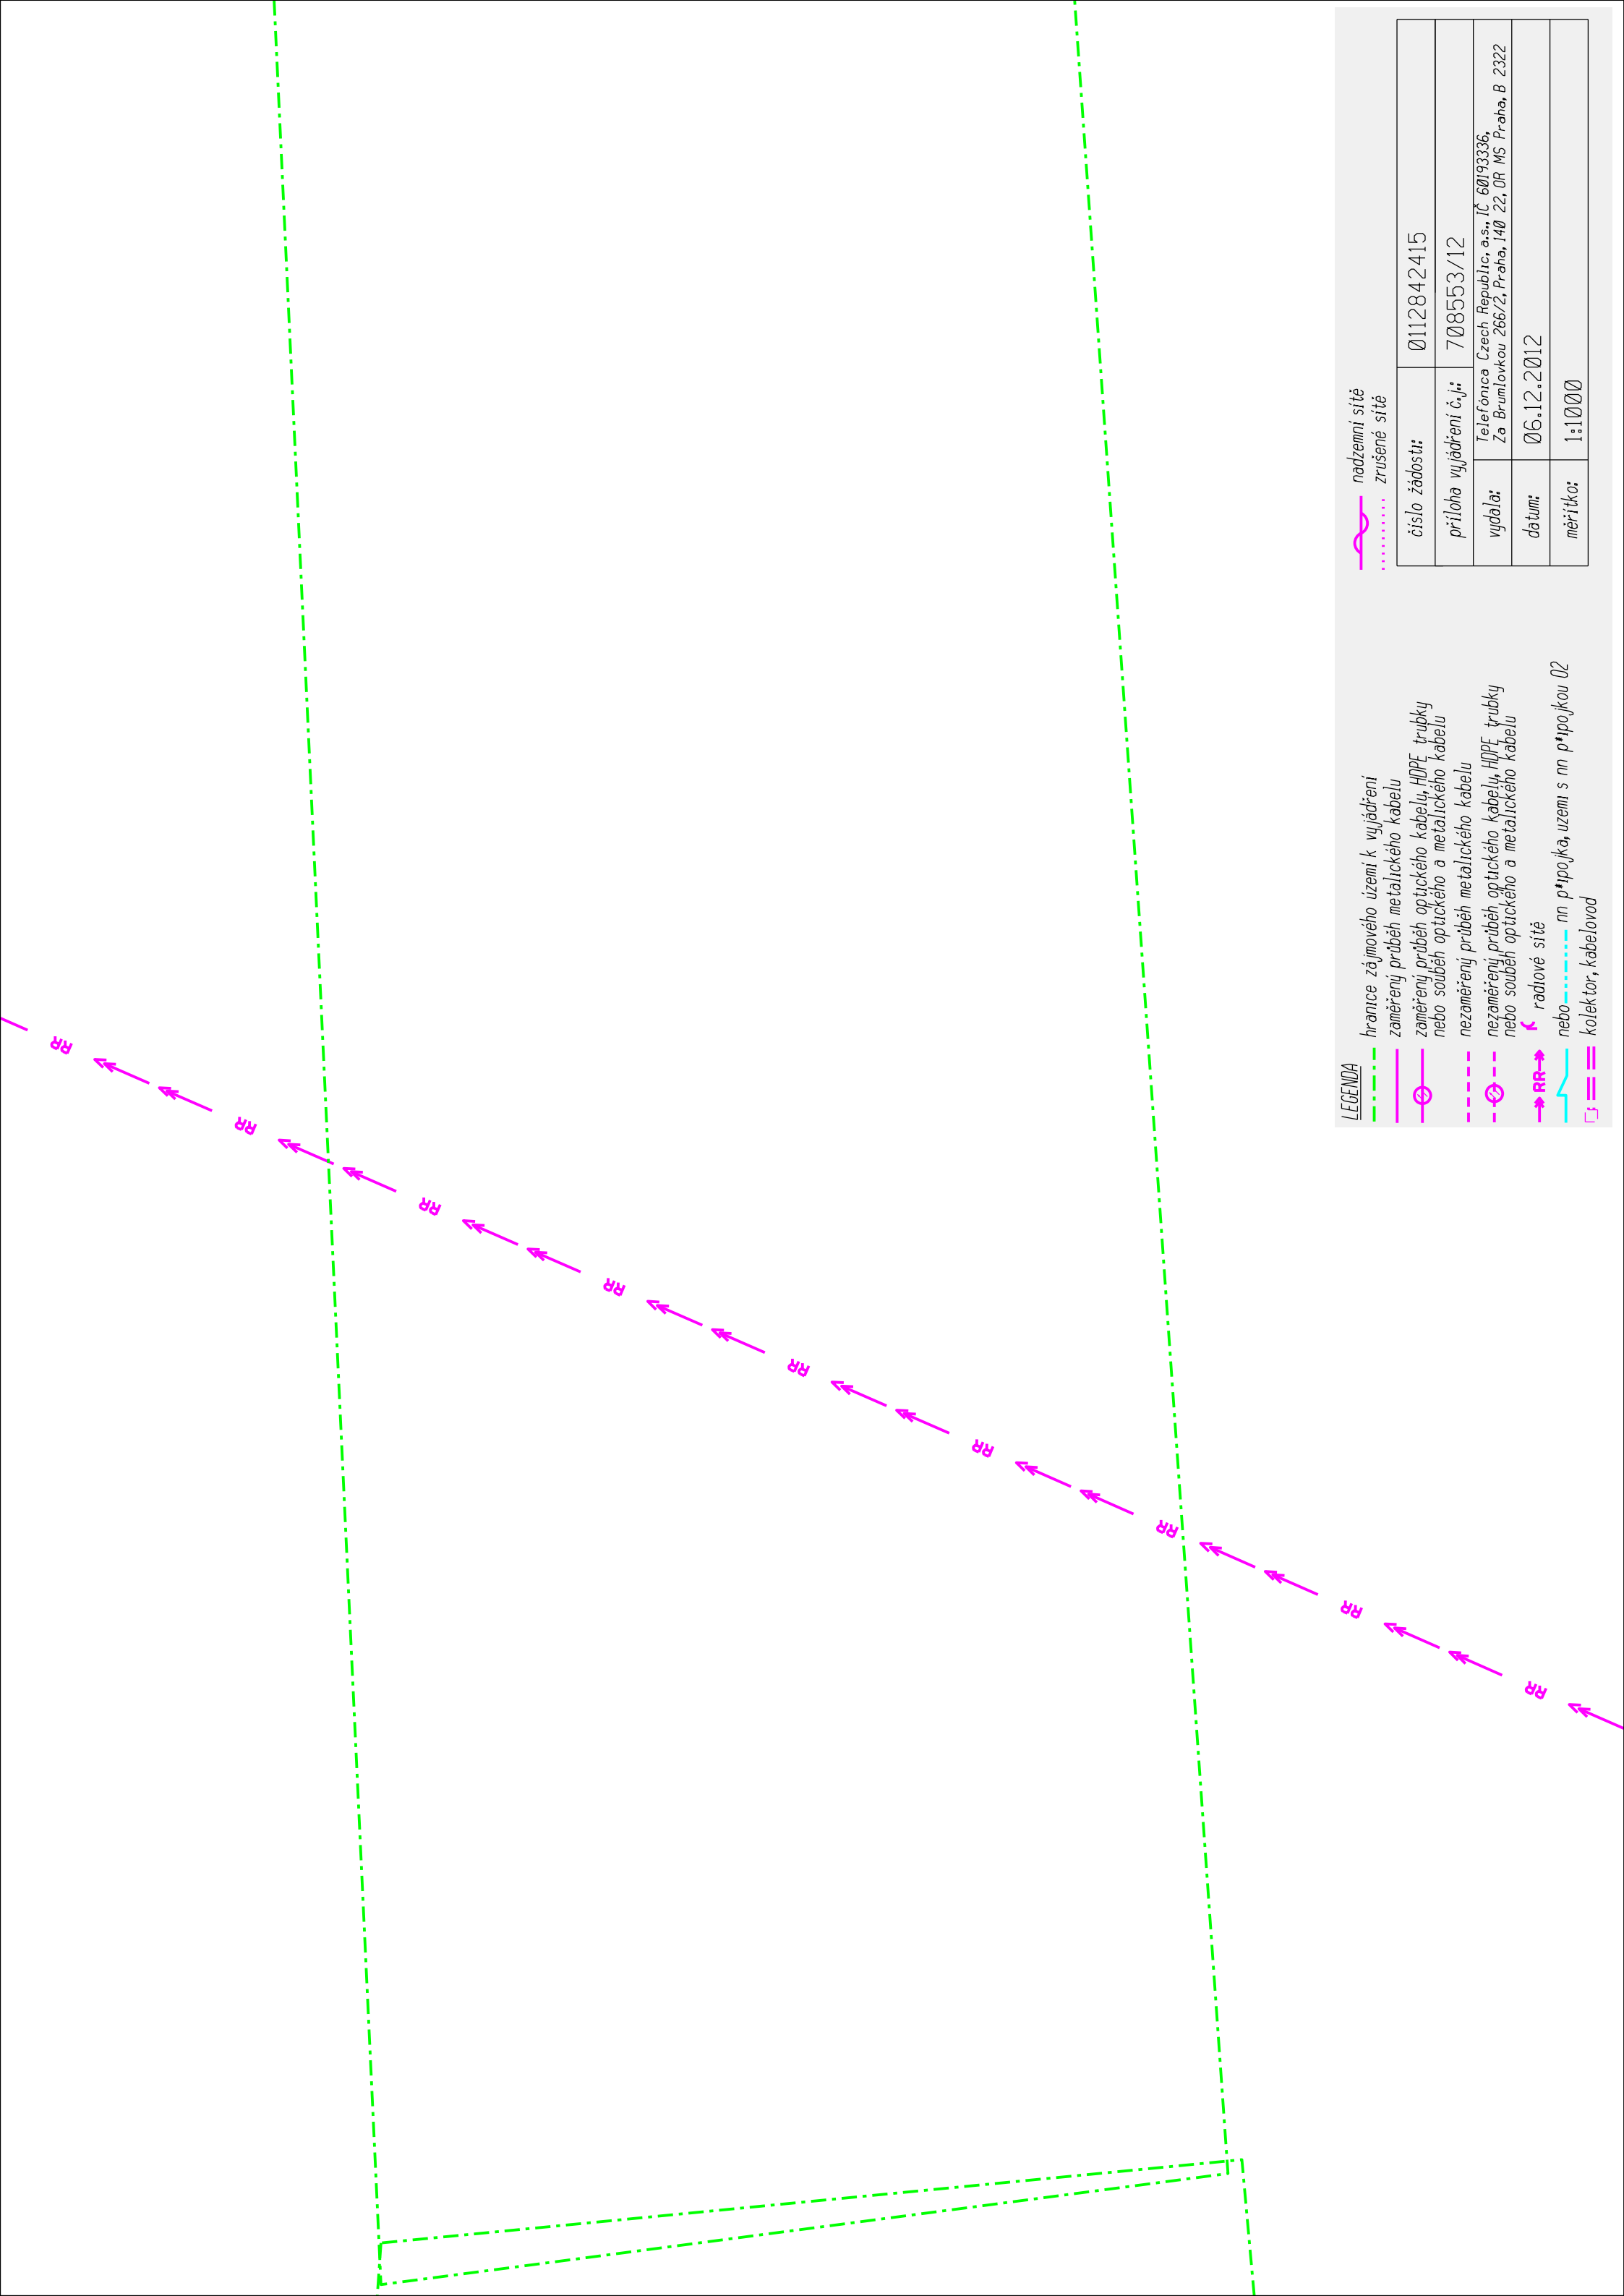 LEGENDA
hranice zájmového území k vyjádření
zaměřený průběh metalického kabelu
zaměřený průběh optického kabelu, HDPE trubky
nebo souběh optického a metalického kabelu
nezaměřený průběh metalického kabelu
nezaměřený průběh optického kabelu, HDPE trubky
nebo souběh optického a metalického kabelu
RR radiové sítě
nebo nn p*ipojka, uzemi s nn p*ipojkou O2
kolektor, kabelovod
nadzemní sítě
zrušené sítě
číslo žádosti: 0112842415
příloha vyjádření č.j.: 708553/12
vydala: Telefónica Czech Republic, a.s., IČ 60193336,
Za Brumlovkou 266/2, Praha, 140 22, OR MS Praha, B 2322
datum: 06.12.2012
měřítko: 1:1000
RR
RR
RR
RR
RR
RR
RR
RR
RR